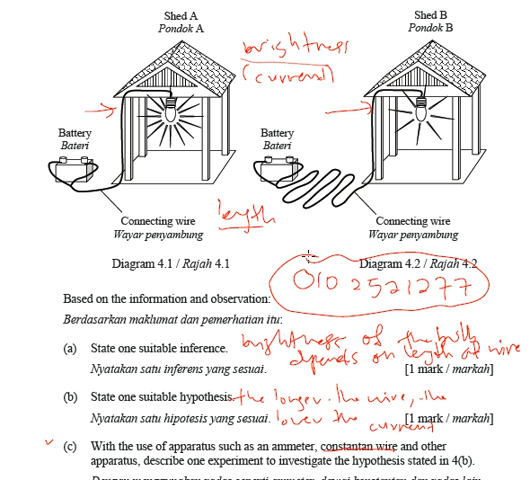 Shed A
Pondok A
Shed B
Pondok B
brightness
(current)
Battery
Bateri
Battery
Bateri
length
Connecting wire
Wayar penyambung
Connecting wire
Wayar penyambung
Diagram 4.1 / Rajah 4.1
Diagram 4.2 / Rajah 4.2
010 2521277
Based on the information and observation:
Berdasarkan maklumat dan pemerhatian itu:
brightness of the bulb
depends on length of wire
(a) State one suitable inference.
Nyatakan satu inferens yang sesuai. [1 mark / markah]
(b) State one suitable hypothesis. the longer the wire, the
Nyatakan satu hipotesis yang sesuai. lower the current [1 mark / markah]
(c) With the use of apparatus such as an ammeter, constantan wire and other
apparatus, describe one experiment to investigate the hypothesis stated in 4(b).